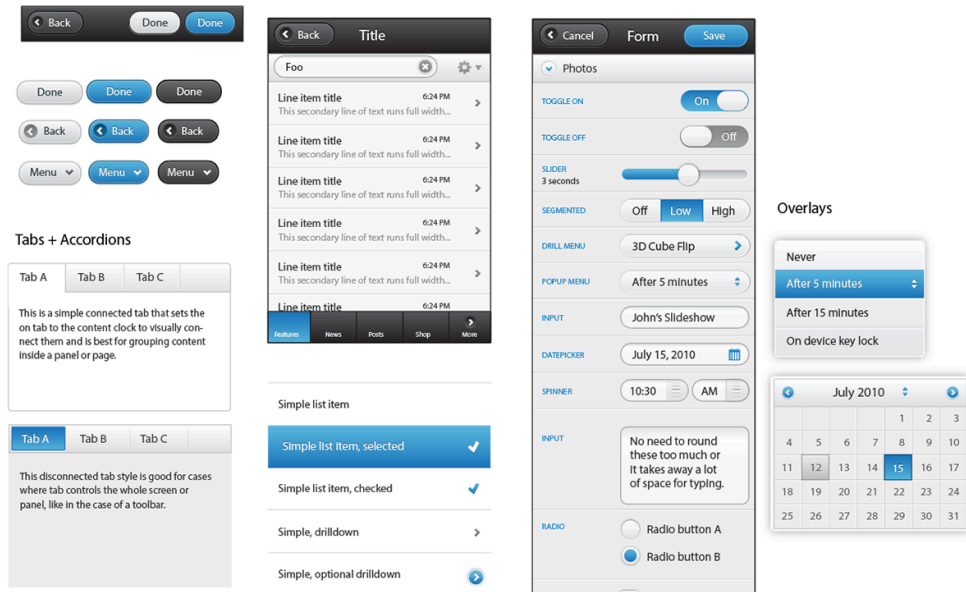 Back
Done
Done
Done
Done
Done
Back
Back
Back
Menu
Menu
Menu
Tabs + Accordions
Tab A
Tab B
Tab C
This is a simple connected tab that sets the
on tab to the content clock to visually con-
nect them and is best for grouping content
inside a panel or page.
Tab A
Tab B
Tab C
This disconnected tab style is good for cases
where tab controls the whole screen or
panel, like in the case of a toolbar.
Back
Title
Foo
Line item title 6:24 PM
This secondary line of text runs full width...
Line item title 6:24 PM
This secondary line of text runs full width...
Line item title 6:24 PM
This secondary line of text runs full width...
Line item title 6:24 PM
This secondary line of text runs full width...
Line item title 6:24 PM
This secondary line of text runs full width...
Line item title 6:24 PM
Features News Posts Shop More
Simple list item
Simple list item, selected
Simple list item, checked
Simple, drilldown
Simple, optional drilldown
Cancel
Form
Save
Photos
TOGGLE ON
On
TOGGLE OFF
Off
SLIDER
3 seconds
SEGMENTED
Off Low High
DRILL MENU
3D Cube Flip
POPUP MENU
After 5 minutes
INPUT
John's Slideshow
DATEPICKER
July 15, 2010
SPINNER
10:30
AM
INPUT
No need to round
these too much or
it takes away a lot
of space for typing.
RADIO
Radio button A
Radio button B
Overlays
Never
After 5 minutes
After 15 minutes
On device key lock
July 2010
1 2 3
4 5 6 7 8 9 10
11 12 13 14 15 16 17
18 19 20 21 22 23 24
25 26 27 28 29 30 31